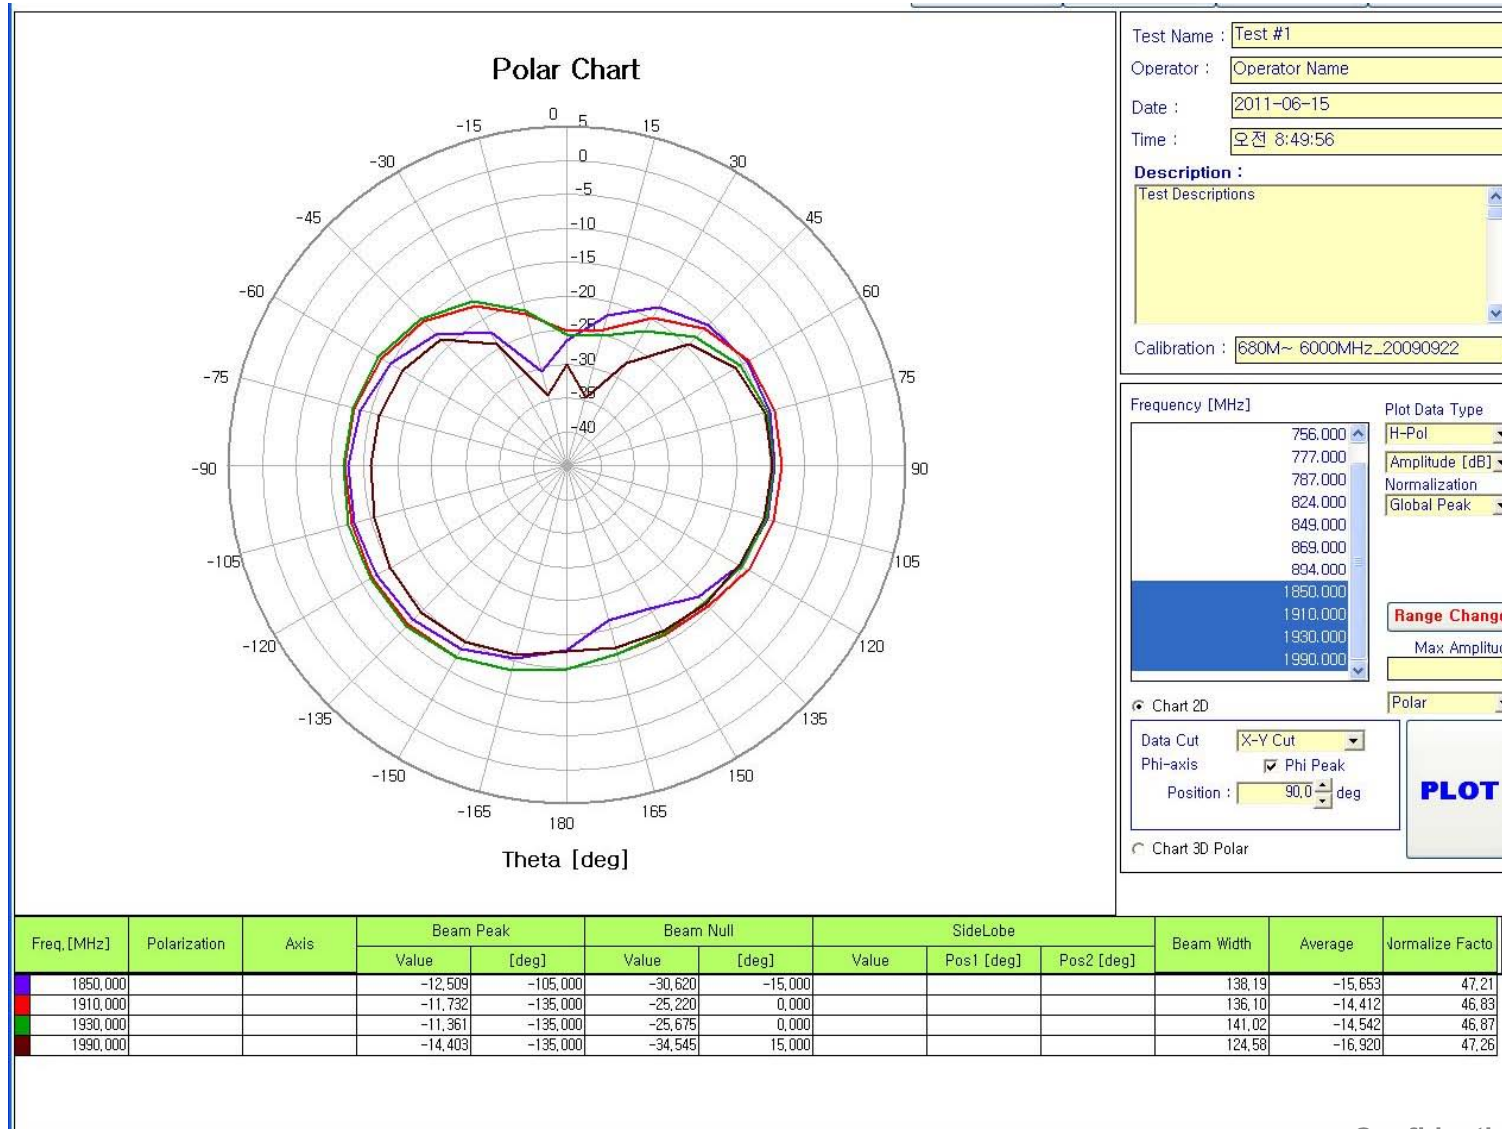 Polar Chart
0
5
-15
15
0
-30
30
-5
-45
-10
45
-15
-60
-20
60
-25
-30
-75
75
-35
-40
-90
90
-105
105
-120
120
-135
135
-150
150
-165
165
180
Theta [deg]
Test Name : Test #1
Operator : Operator Name
Date : 2011-06-15
Time : 오전 8:49:56
Description :
Test Descriptions
Calibration : 680M~ 6000MHz_20090922
Frequency [MHz]
756.000
777.000
787.000
824.000
849.000
869.000
894.000
1850.000
1910.000
1930.000
1990.000
Plot Data Type
H-Pol
Amplitude [dB]
Normalization
Global Peak
Range Change
Max Amplitu
Polar
Chart 2D
Data Cut X-Y Cut
Phi-axis Phi Peak
Position : 90.0 deg
PLOT
Chart 3D Polar
Freq.[MHz] Polarization Axis Beam Peak Beam Null SideLobe Beam Width Average Normalize Facto
Value [deg] Value [deg] Value Pos1 [deg] Pos2 [deg]
1850,000 -12,509 -105,000 -30,620 -15,000 138,19 -15,653 47,21
1910,000 -11,732 -135,000 -25,220 0,000 136,10 -14,412 46,83
1930,000 -11,361 -135,000 -25,675 0,000 141,02 -14,542 46,87
1990,000 -14,403 -135,000 -34,545 15,000 124,58 -16,920 47,26